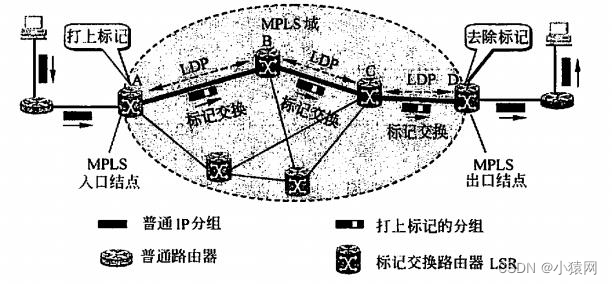 MPLS 域
打上标记
去除标记
B
LDP
LDP
A
C
LDP
D
标记交换
标记交换
标记交换
MPLS
入口结点
MPLS
出口结点
普通 IP 分组
打上标记的分组
普通路由器
标记交换路由器 LSR
CSDN @小猿网